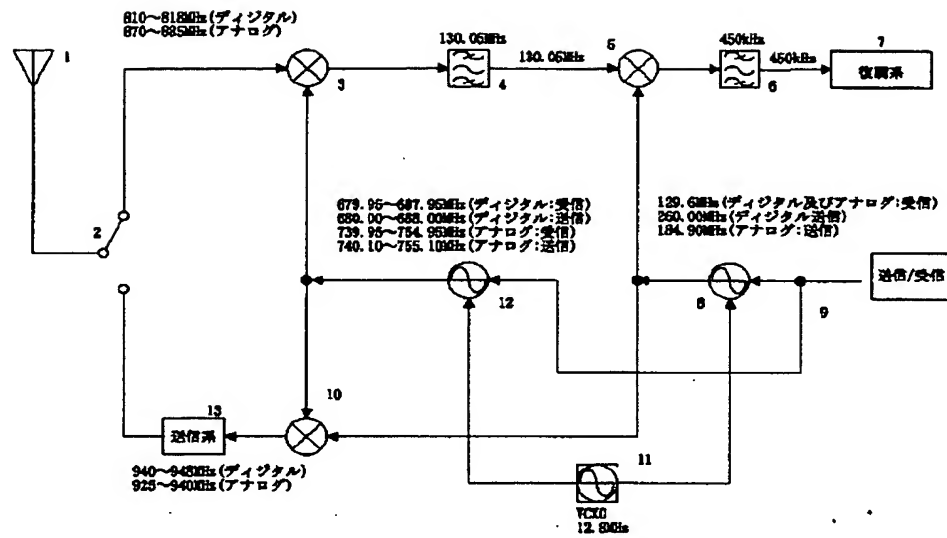 810～818MHz(ディジタル)
870～885MHz(アナログ)
1
2
3
130.05MHz
4
130.05MHz
5
450kHz
6
450kHz
7
復調系
679.95～687.95MHz(ディジタル:受信)
680.00～688.00MHz(ディジタル:送信)
739.95～754.95MHz(アナログ:受信)
740.10～755.10MHz(アナログ:送信)
129.6MHz(ディジタル及びアナログ:受信)
260.00MHz(ディジタル送信)
184.90MHz(アナログ:送信)
12
8
9
送信/受信
10
13
送信系
940～948MHz(ディジタル)
925～940MHz(アナログ)
11
TCXO
12.8MHz